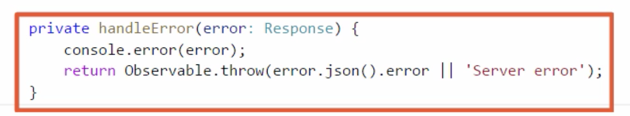 private handleError(error: Response) {
    console.error(error);
    return Observable.throw(error.json().error || 'Server error');
}